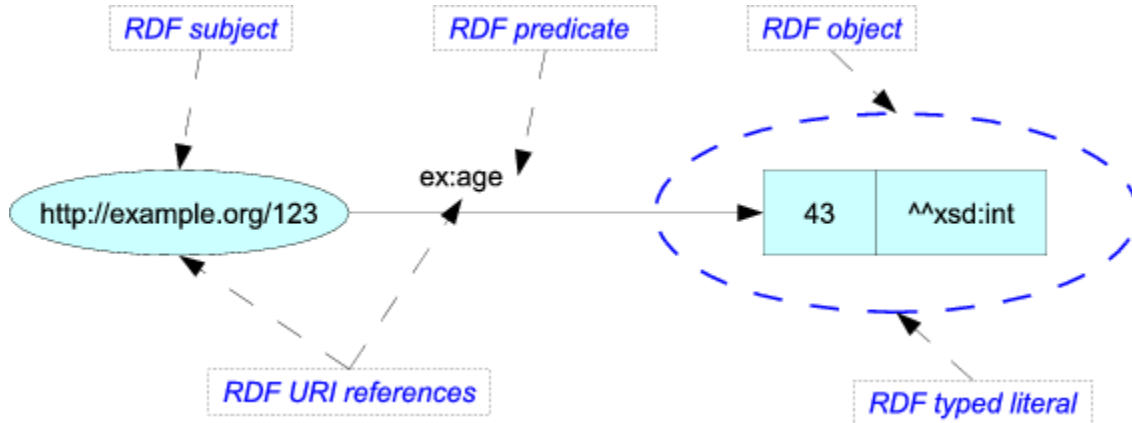 RDF subject
RDF predicate
RDF object
ex:age
http://example.org/123
43
^^xsd:int
RDF URI references
RDF typed literal